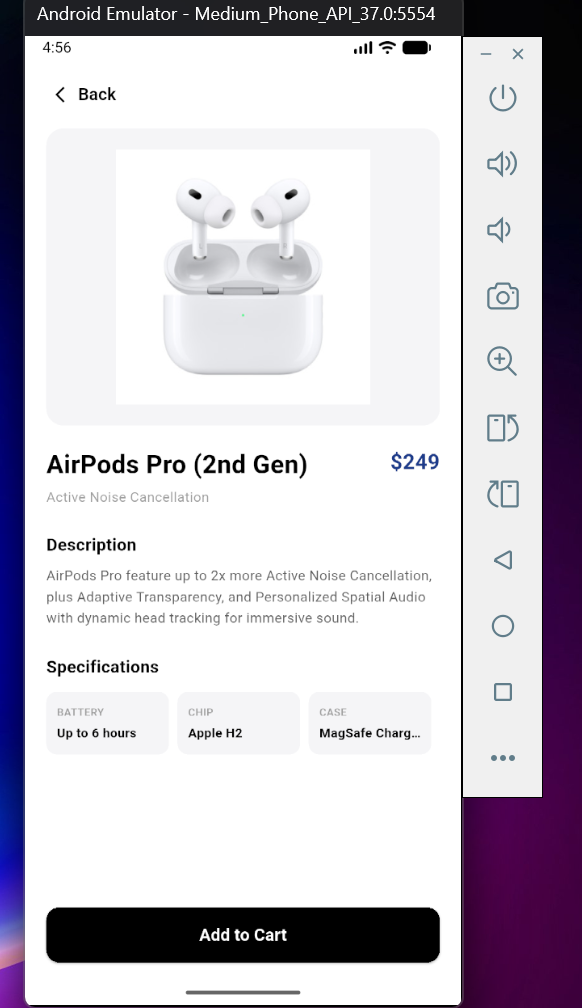 Android Emulator - Medium_Phone_API_37.0:5554
4:56
Back
AirPods Pro (2nd Gen)
$249
Active Noise Cancellation
Description
AirPods Pro feature up to 2x more Active Noise Cancellation,
plus Adaptive Transparency, and Personalized Spatial Audio
with dynamic head tracking for immersive sound.
Specifications
BATTERY
Up to 6 hours
CHIP
Apple H2
CASE
MagSafe Charg...
Add to Cart